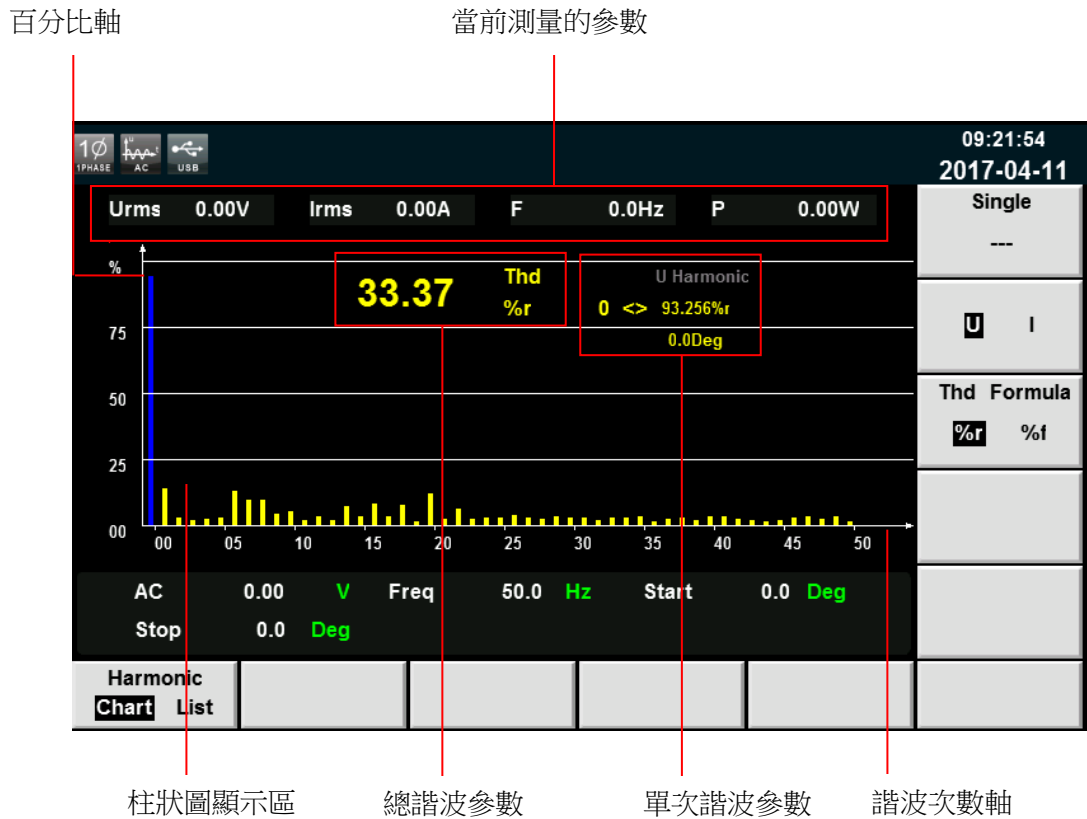 百分比軸 當前測量的參數
1Ø 1PHASE
U t AC
USB
09:21:54
2017-04-11
Urms 0.00V Irms 0.00A F 0.0Hz P 0.00W
Single
---
%
33.37 Thd %r
U Harmonic
0 <> 93.256%r
0.0Deg
U I
75
50
Thd Formula
%r %f
25
00
00 05 10 15 20 25 30 35 40 45 50
AC 0.00 V Freq 50.0 Hz Start 0.0 Deg
Stop 0.0 Deg
Harmonic
Chart List
柱狀圖顯示區 總諧波參數 單次諧波參數 諧波次數軸